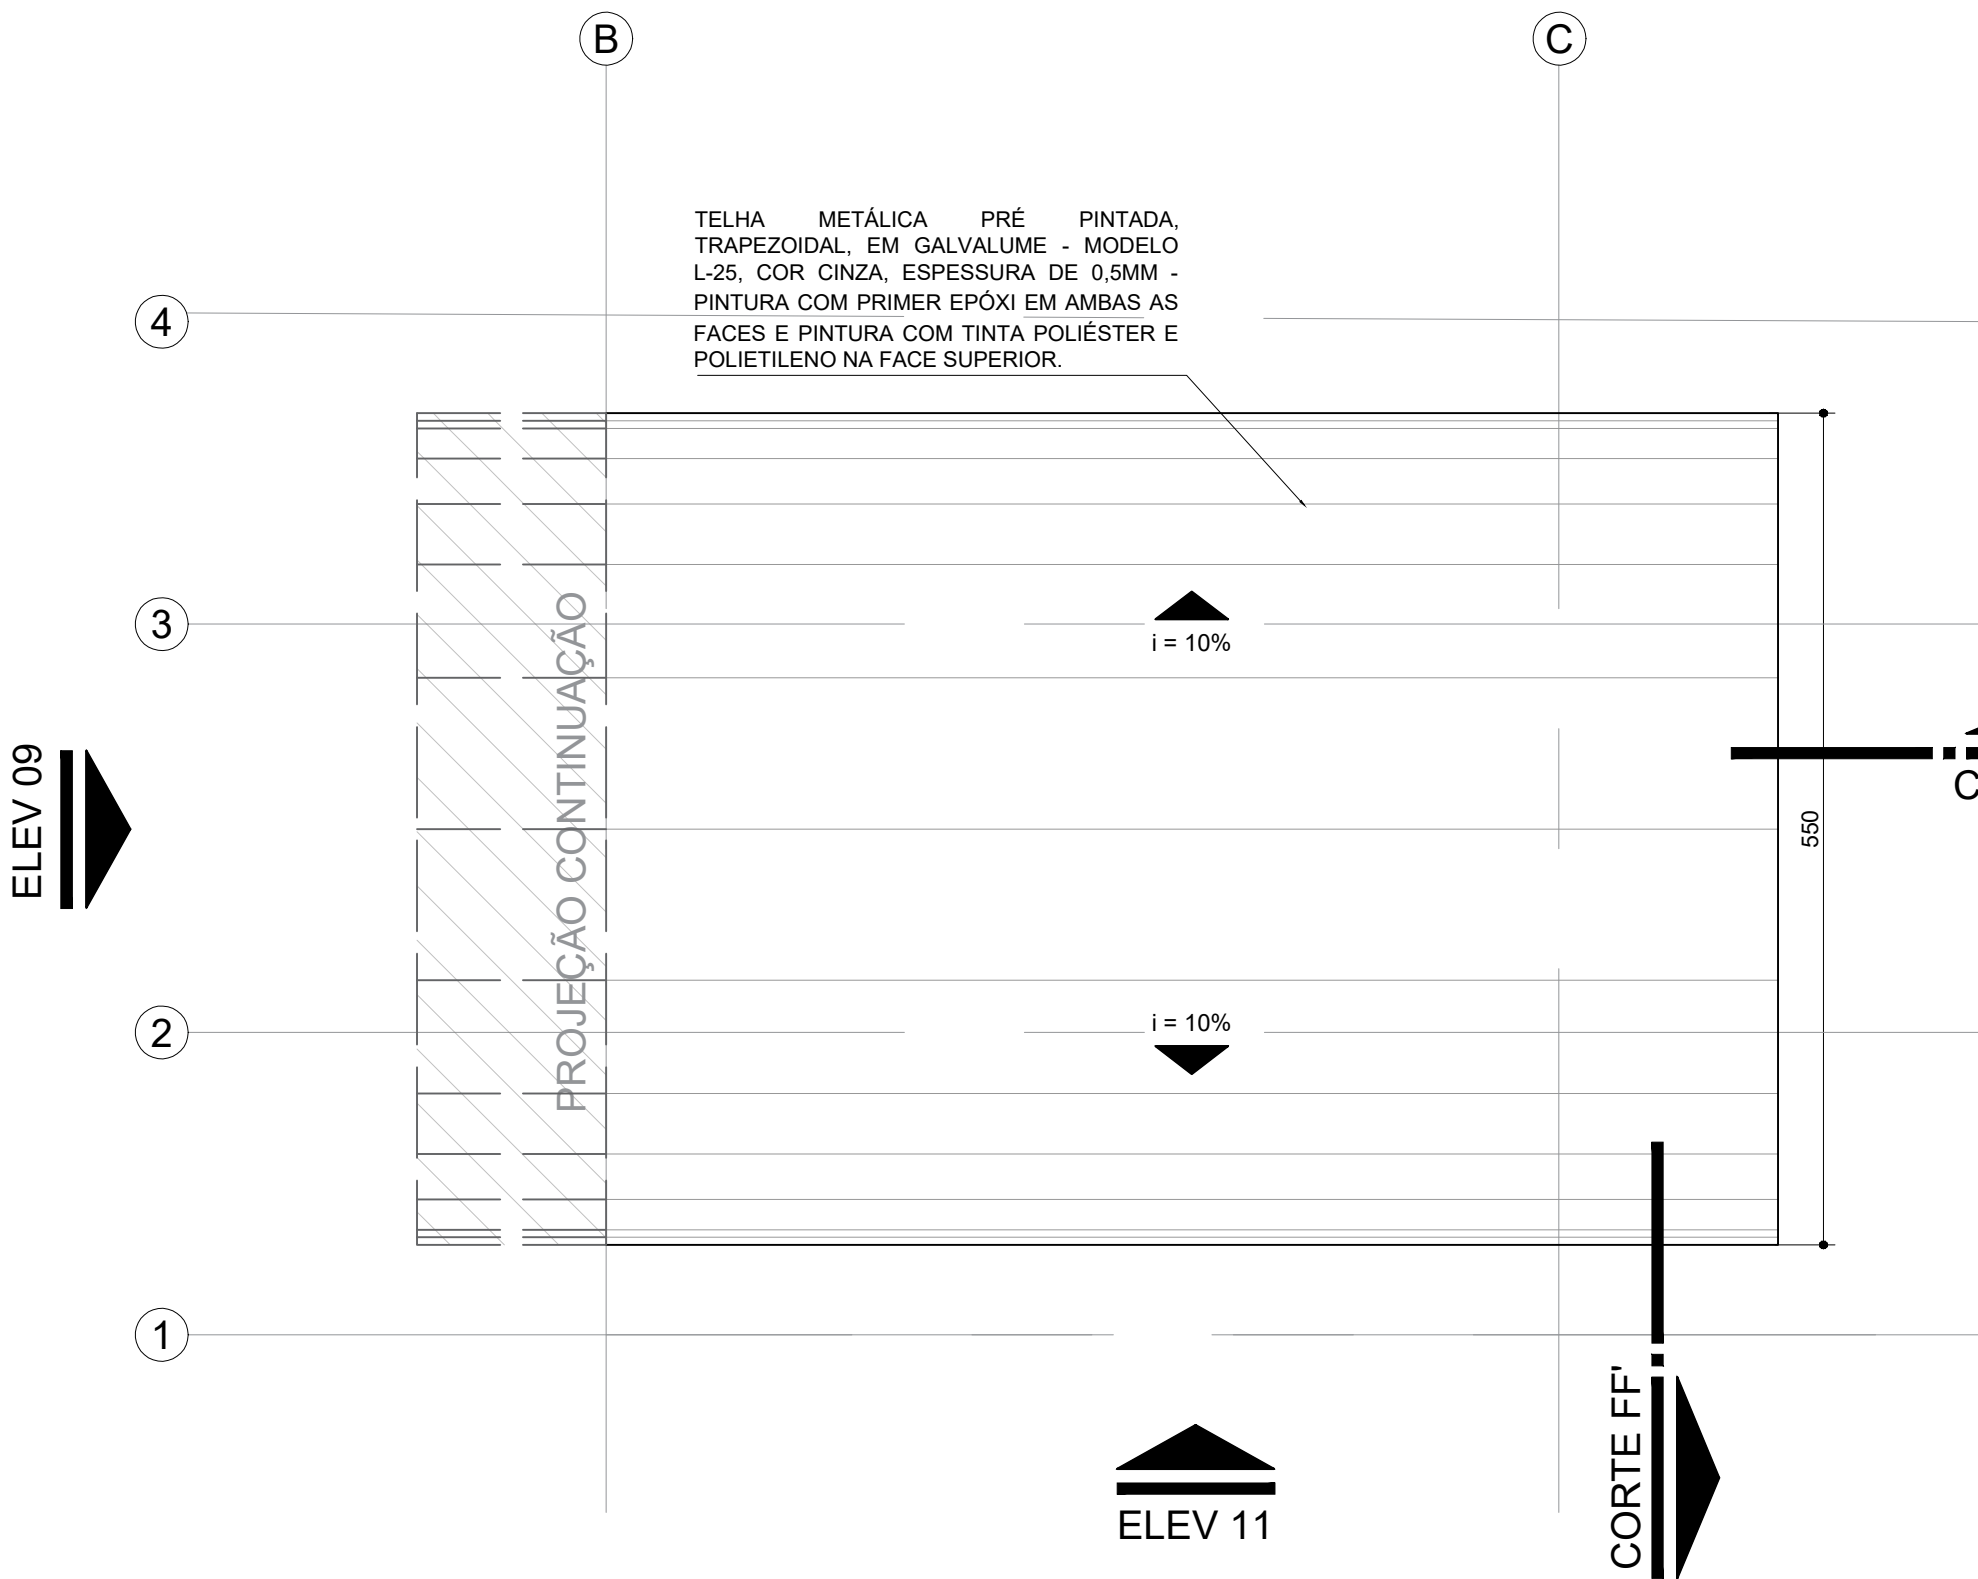 B
C
TELHA METÁLICA PRÉ PINTADA,
TRAPEZOIDAL, EM GALVALUME - MODELO
L-25, COR CINZA, ESPESSURA DE 0,5MM -
PINTURA COM PRIMER EPÓXI EM AMBAS AS
FACES E PINTURA COM TINTA POLIÉSTER E
POLIETILENO NA FACE SUPERIOR.
4
3
i = 10%
PROJEÇÃO CONTINUAÇÃO
ELEV 09
C
550
2
i = 10%
1
CORTE FF'
ELEV 11